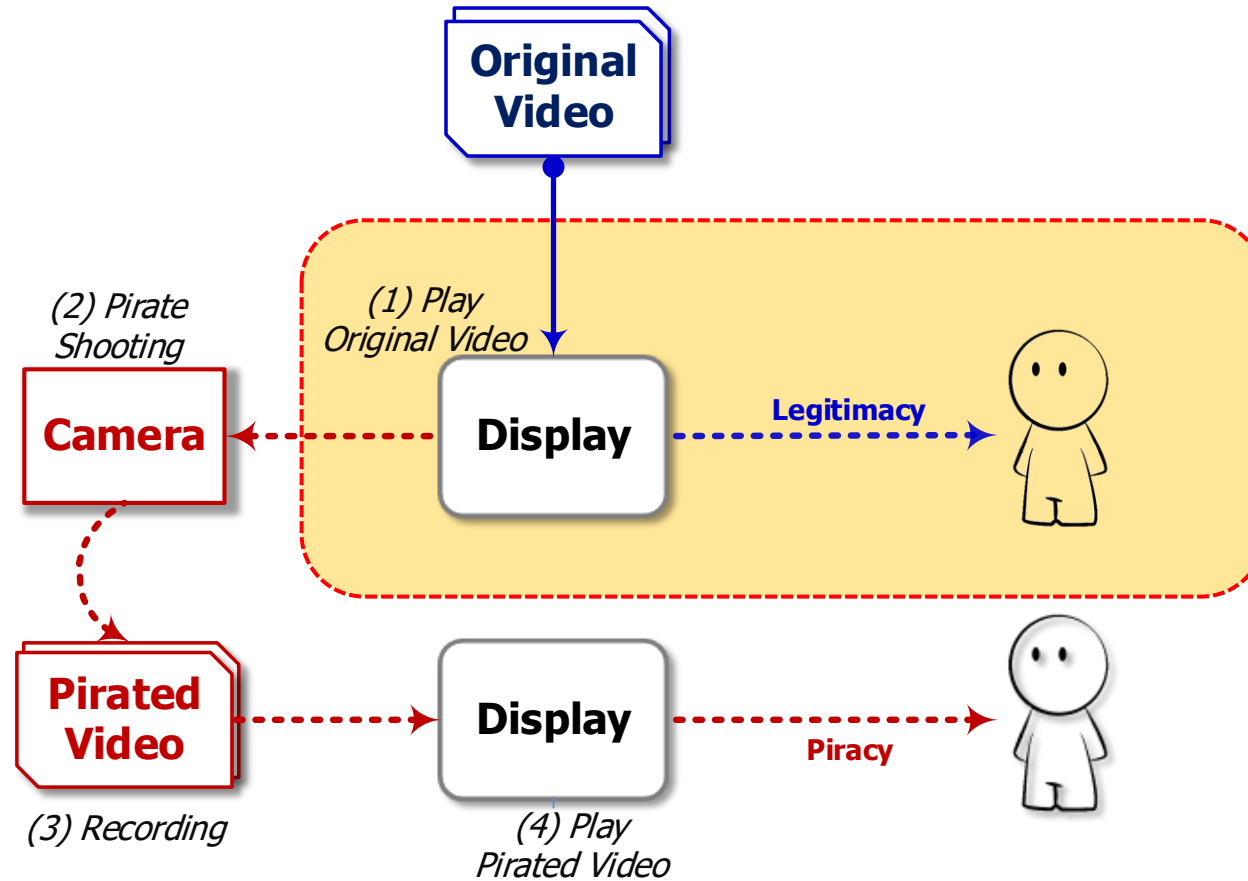 Original
Video
(1) Play
Original Video
(2) Pirate
Shooting
Camera
Display
Legitimacy
Pirated
Video
Display
Piracy
(3) Recording
(4) Play
Pirated Video